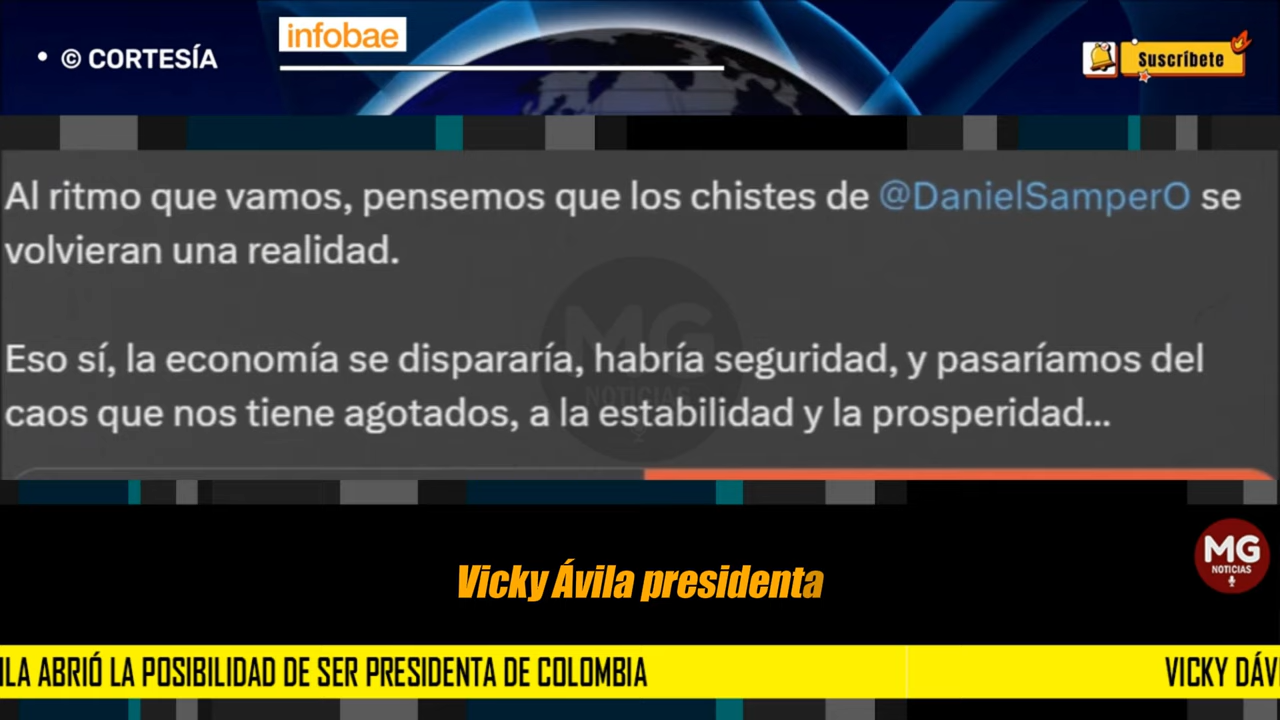 • © CORTESÍA
infobae
Suscríbete
Al ritmo que vamos, pensemos que los chistes de @DanielSamperO se
volvieran una realidad.
Eso sí, la economía se dispararía, habría seguridad, y pasaríamos del
caos que nos tiene agotados, a la estabilidad y la prosperidad...
MG
NOTICIAS
Vicky Ávila presidenta
MG
NOTICIAS
ILA ABRIÓ LA POSIBILIDAD DE SER PRESIDENTA DE COLOMBIA
VICKY DÁV